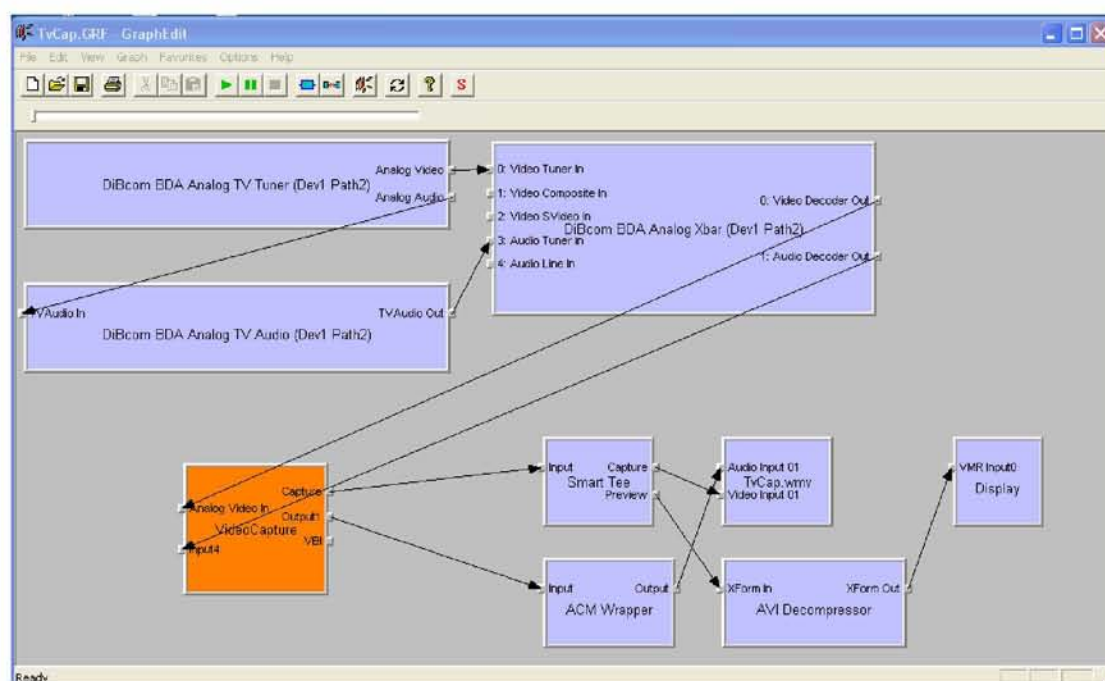 TvCap.GRF - GraphEdit
File Edit View Graph Favorites Options Help
S
Analog Video
DiBcom BDA Analog TV Tuner (Dev1 Path2)
Analog Audio
0: Video Tuner In
1: Video Composite In
2: Video SVideo In
3: Audio Tuner In
4: Audio Line In
DiBcom BDA Analog Xbar (Dev1 Path2)
0: Video Decoder Out
1: Audio Decoder Out
TVAudio In
TVAudio Out
DiBcom BDA Analog TV Audio (Dev1 Path2)
Capture
Analog Video In
Output1
VideoCapture
VBI
Input4
Input
Capture
Smart Tee
Preview
Audio Input 01
TvCap.wmv
Video Input 01
VMR Input0
Display
Input
Output
ACM Wrapper
XForm In
XForm Out
AVI Decompressor
Ready